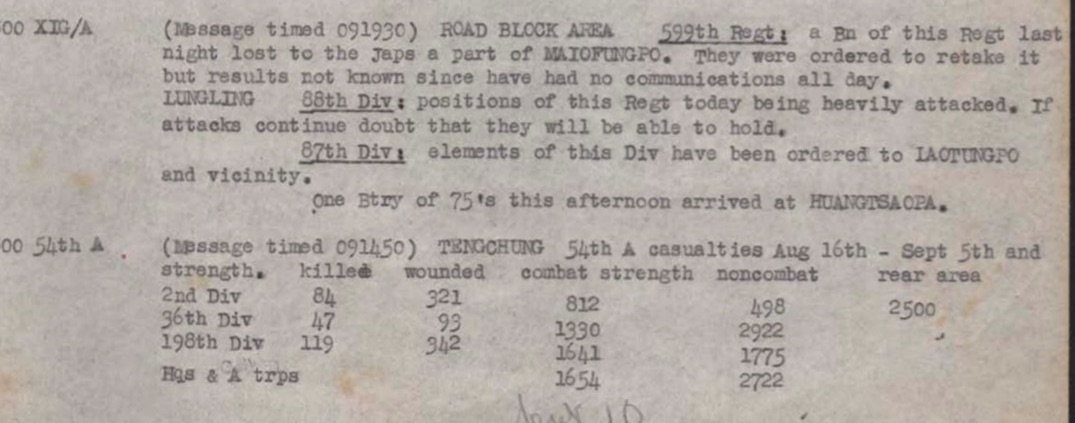 00 XIG/A (Message timed 091930) ROAD BLOCK AREA 599th Regt: a Bn of this Regt last
night lost to the Japs a part of MAIOFUNGPO. They were ordered to retake it
but results not known since have had no communications all day.
LUNGLING 88th Div: positions of this Regt today being heavily attacked. If
attacks continue doubt that they will be able to hold.
87th Div: elements of this Div have been ordered to LAOTUNGPO
and vicinity.
One Btry of 75's this afternoon arrived at HUANGTSAOPA.
00 54th A. (Message timed 091450) TENGCHUNG 54th A casualties Aug 16th - Sept 5th and
strength. killed wounded combat strength noncombat rear area
2nd Div 84 321 812 498 2500
36th Div 47 93 1330 2922
198th Div 119 342 1641 1775
Hqs & A trps 1654 2722